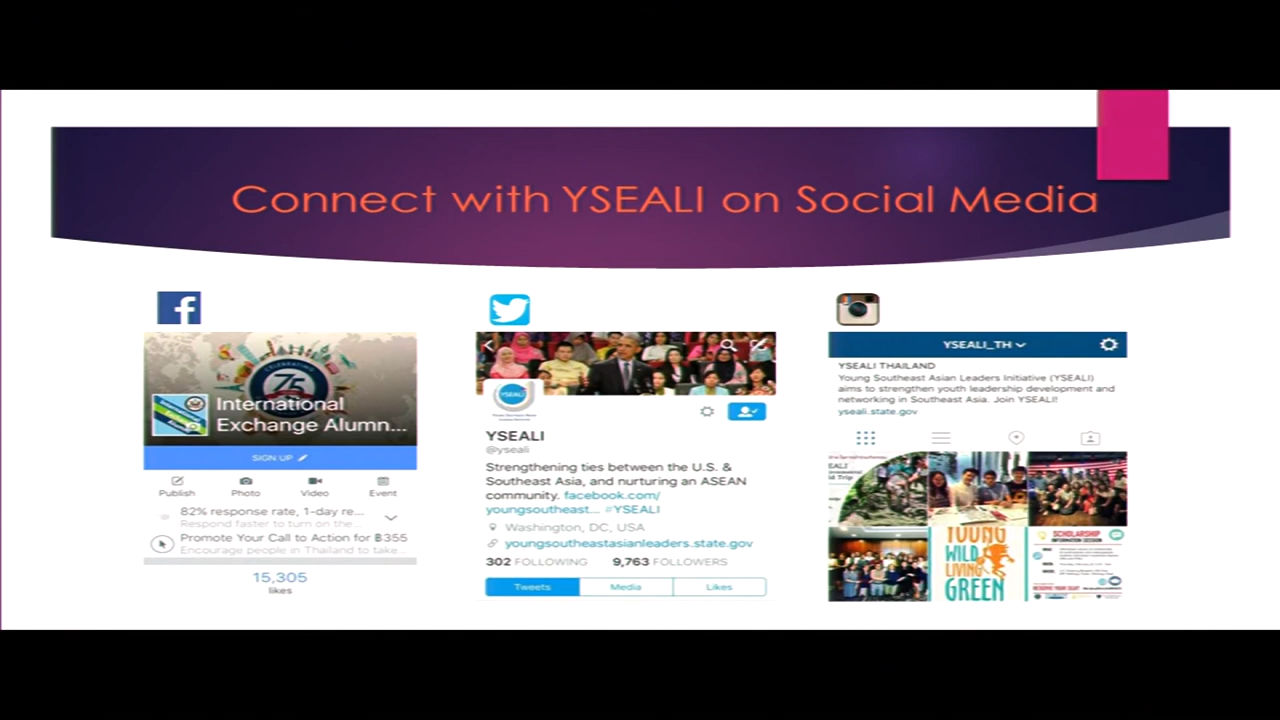 Connect with YSEALI on Social Media
CELEBRATING
75
International
Exchange Alumn...
SIGN UP
Publish
Photo
Video
Event
82% response rate, 1-day re...
Respond faster to turn on the...
Promote Your Call to Action for ฿355
Encourage people in Thailand to take...
15,305
likes
YSEALI
YSEALI
@yseali
Strengthening ties between the U.S. &
Southeast Asia, and nurturing an ASEAN
community. facebook.com/
youngsoutheast... #YSEALI
Washington, DC, USA
youngsoutheastasianleaders.state.gov
302 FOLLOWING 9,763 FOLLOWERS
Tweets
Media
Likes
YSEALI_TH
YSEALI THAILAND
Young Southeast Asian Leaders Initiative (YSEALI)
aims to strengthen youth leadership development and
networking in Southeast Asia. Join YSEALI!
yseali.state.gov
YOUNG
WILD
LIVING
GREEN
SCHOLARSHIP
INFORMATION SESSION